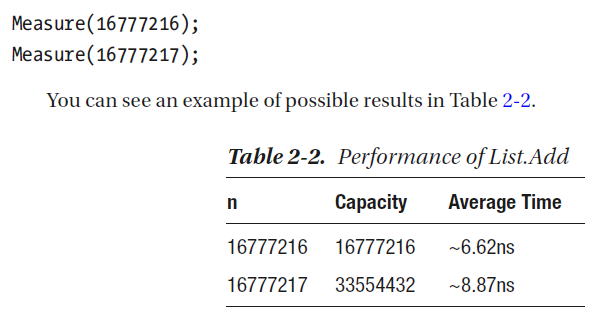 Measure(16777216);
Measure(16777217);
You can see an example of possible results in Table 2-2.
Table 2-2. Performance of List.Add
n Capacity Average Time
16777216 16777216 ~6.62ns
16777217 33554432 ~8.87ns